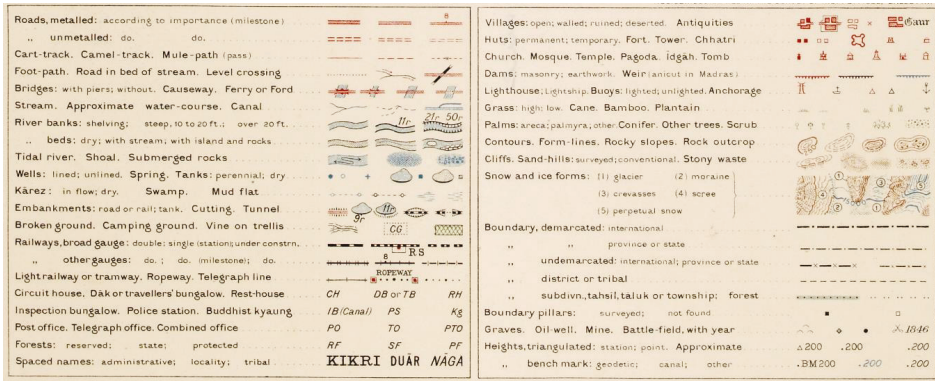 Roads, metalled: according to importance (milestone) 8
„ unmetalled: do. do.
Cart-track. Camel-track. Mule-path (pass)
Foot-path. Road in bed of stream. Level crossing
Bridges: with piers; without. Causeway. Ferry or Ford
Stream. Approximate water-course. Canal
River banks: shelving; steep, 10 to 20 ft.; over 20 ft. 11r 21r 50r
„ beds: dry; with stream; with island and rocks
Tidal river. Shoal. Submerged rocks
Wells: lined; unlined. Spring. Tanks: perennial; dry
Kārez: in flow; dry. Swamp. Mud flat
Embankments: road or rail; tank. Cutting. Tunnel 9r 11r
Broken ground. Camping ground. Vine on trellis CG
Railways, broad gauge: double; single (station); under constrn. RS
„ other gauges: do. ; do. (milestone); do. 8
Light railway or tramway. Ropeway. Telegraph line ROPEWAY
Circuit house. Dāk or travellers' bungalow. Rest-house CH DB or TB RH
Inspection bungalow. Police station. Buddhist kyaung IB (Canal) PS Kg
Post office. Telegraph office. Combined office PO TO PTO
Forests: reserved; state; protected RF SF PF
Spaced names: administrative; locality; tribal KIKRI DUĀR NĀGA
Villages: open; walled; ruined; deserted. Antiquities Gaur
Huts: permanent; temporary. Fort. Tower. Chhatri
Church. Mosque. Temple. Pagoda. Īdgāh. Tomb
Dams: masonry; earthwork. Weir (anicut in Madras)
Lighthouse; Lightship. Buoys: lighted; unlighted. Anchorage
Grass: high; low. Cane. Bamboo. Plantain
Palms: areca; palmyra; other. Conifer. Other trees. Scrub
Contours. Form-lines. Rocky slopes. Rock outcrop
Cliffs. Sand-hills: surveyed; conventional. Stony waste
Snow and ice forms: (1) glacier (2) moraine
(3) crevasses (4) scree
(5) perpetual snow
Boundary, demarcated: international
„ „ province or state
„ undemarcated: international; province or state
„ district or tribal
„ subdivn., tahsil, taluk or township; forest
Boundary pillars: surveyed; not found
Graves. Oil-well. Mine. Battle-field, with year 1846
Heights, triangulated: station; point. Approximate △200 .200 .200
„ bench mark: geodetic; canal; other .BM200 .200 .200